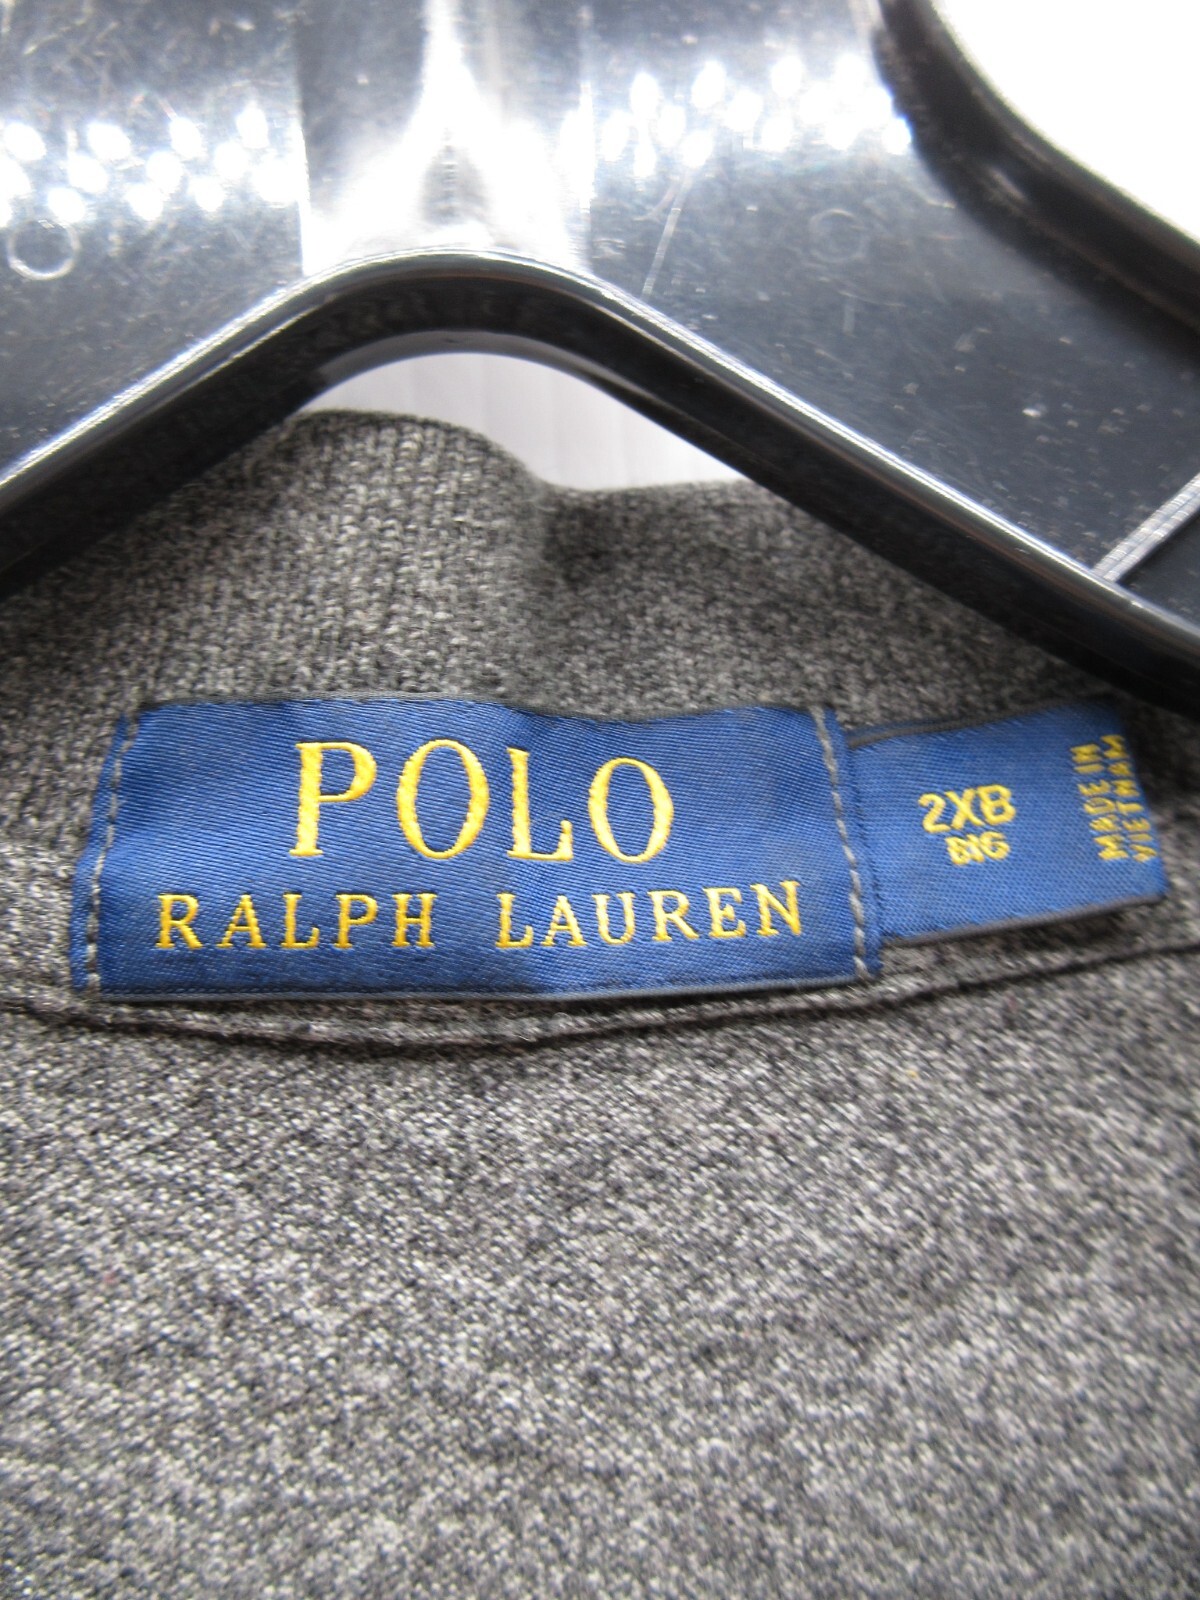 POLO
RALPH LAUREN
2XB
BIG
MADE IN
VIETNAM